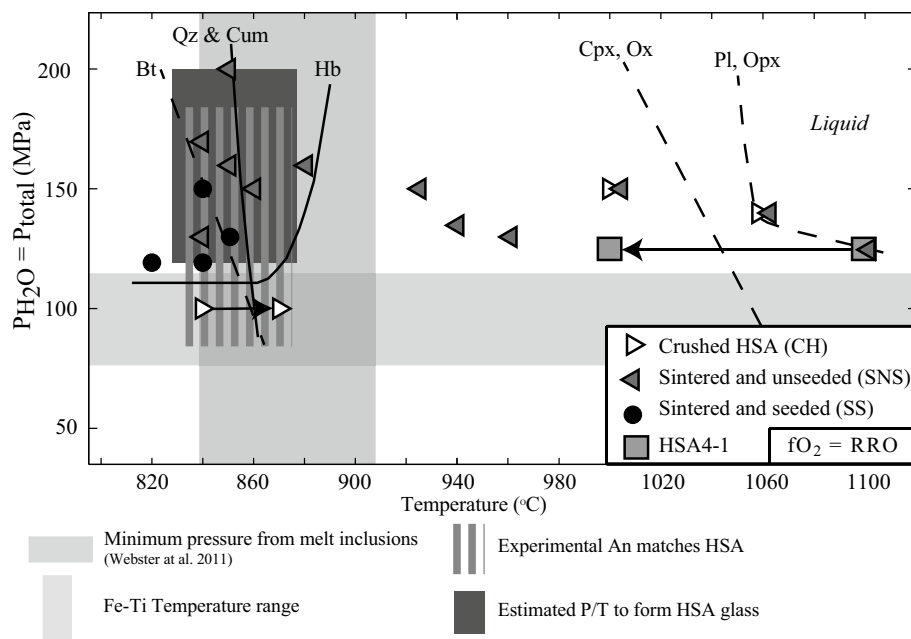 Qz & Cum
Bt
Hb
Cpx, Ox
Pl, Opx
Liquid
200
150
100
50
PH2O = Ptotal (MPa)
820 840 860 900 940 980 1020 1060 1100
Temperature (°C)
Crushed HSA (CH)
Sintered and unseeded (SNS)
Sintered and seeded (SS)
HSA4-1
fO2 = RRO
Minimum pressure from melt inclusions
(Webster at al. 2011)
Fe-Ti Temperature range
Experimental An matches HSA
Estimated P/T to form HSA glass